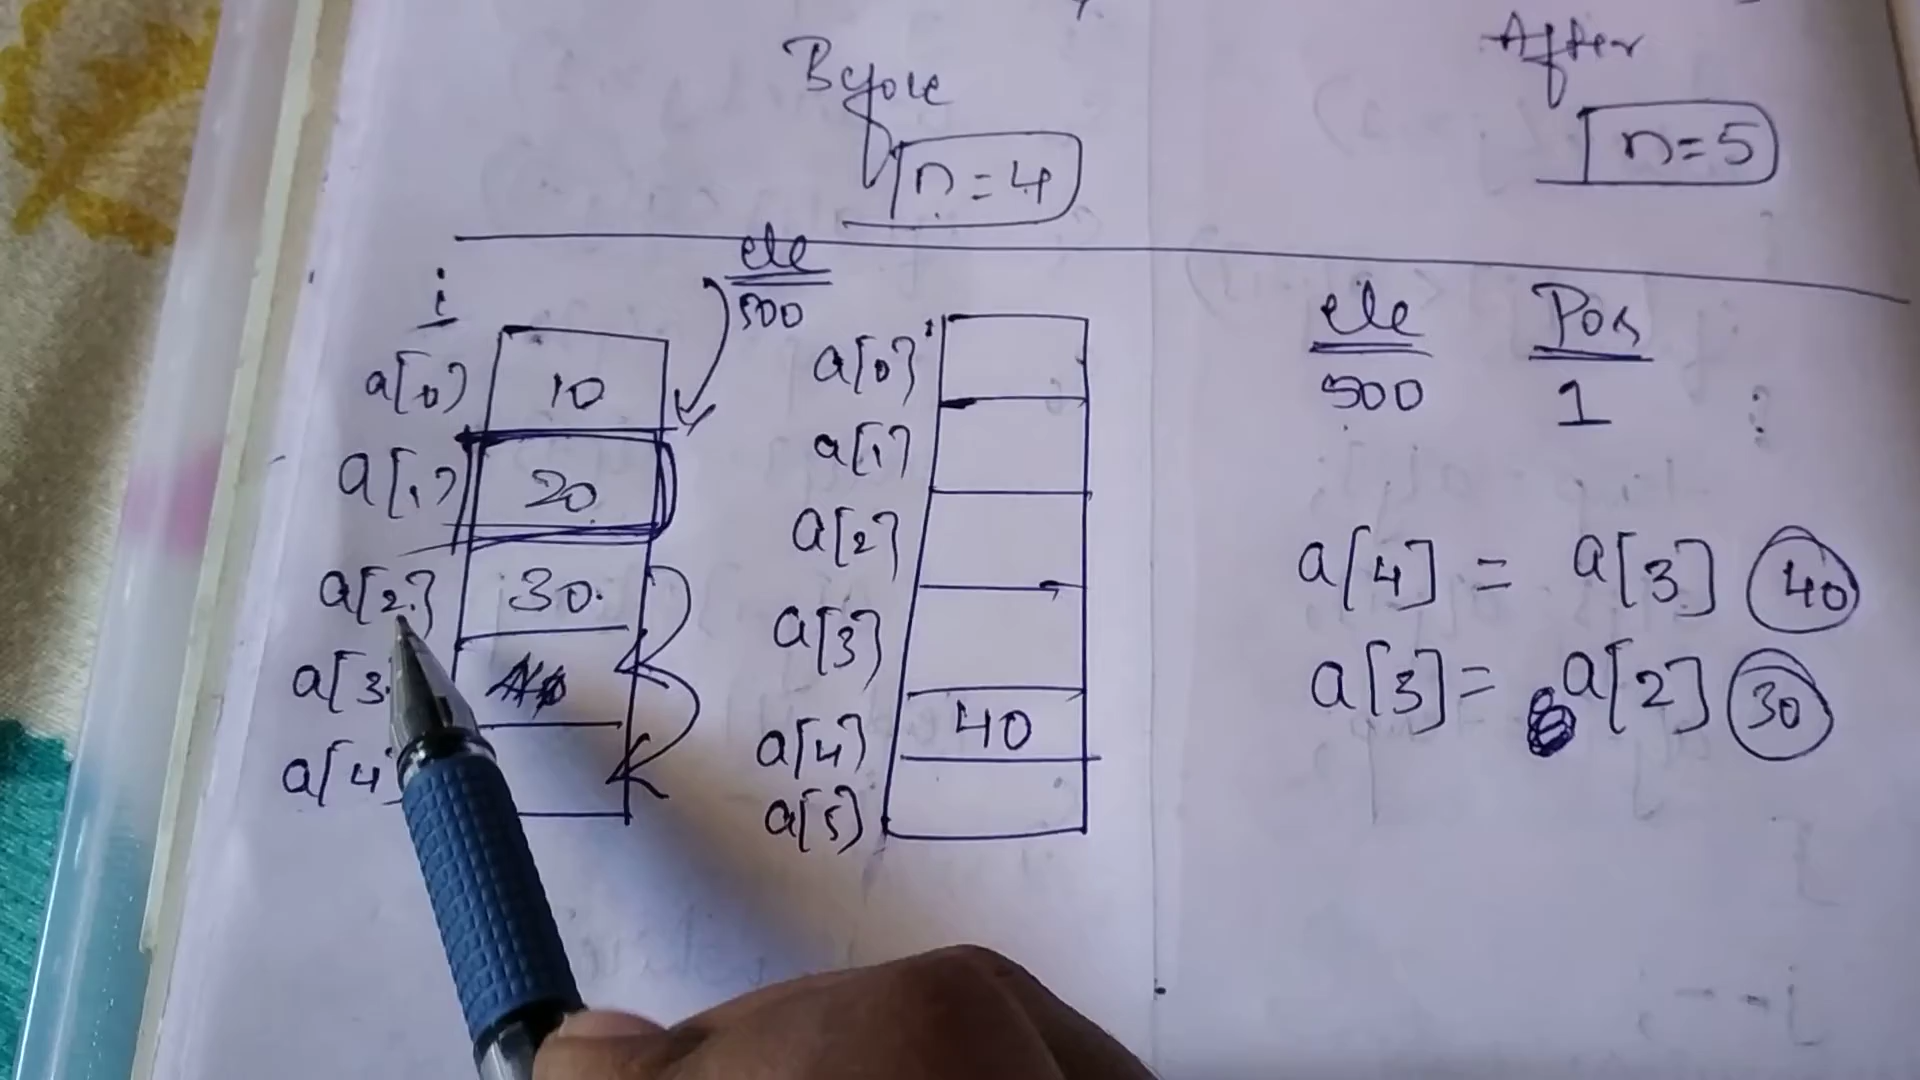 Before
After
n=4
n=5
i
ele
500
a[0] 10
a[1] 20
a[2] 30
a[3]
a[4]
a[0]
a[1]
a[2]
a[3]
a[4] 40
a[5]
ele Pos
500 1
a[4] = a[3] 40
a[3] = a[2] 30